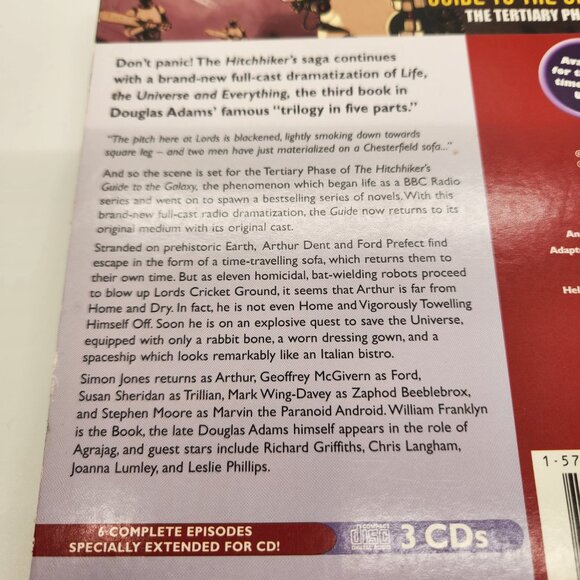 THE TERTIARY PH
Don't panic! The Hitchhiker's saga continues
with a brand-new full-cast dramatization of Life,
the Universe and Everything, the third book in
Douglas Adams' famous "trilogy in five parts."
"The pitch here at Lords is blackened, lightly smoking down towards
square leg – and two men have just materialized on a Chesterfield sofa..."
And so the scene is set for the Tertiary Phase of The Hitchhiker's
Guide to the Galaxy, the phenomenon which began life as a BBC Radio
series and went on to spawn a bestselling series of novels. With this
brand-new full-cast radio dramatization, the Guide now returns to its
original medium with its original cast.
Stranded on prehistoric Earth, Arthur Dent and Ford Prefect find
escape in the form of a time-travelling sofa, which returns them to
their own time. But as eleven homicidal, bat-wielding robots proceed
to blow up Lords Cricket Ground, it seems that Arthur is far from
Home and Dry. In fact, he is not even Home and Vigorously Towelling
Himself Off. Soon he is on an explosive quest to save the Universe,
equipped with only a rabbit bone, a worn dressing gown, and a
spaceship which looks remarkably like an Italian bistro.
Simon Jones returns as Arthur, Geoffrey McGivern as Ford,
Susan Sheridan as Trillian, Mark Wing-Davey as Zaphod Beeblebrox,
and Stephen Moore as Marvin the Paranoid Android. William Franklyn
is the Book, the late Douglas Adams himself appears in the role of
Agrajag, and guest stars include Richard Griffiths, Chris Langham,
Joanna Lumley, and Leslie Phillips.
6 COMPLETE EPISODES
SPECIALLY EXTENDED FOR CD!
COMPACT
disc
DIGITAL AUDIO
3 CDs
Ava
for t
time
u
An
Adapt
Hel
1-57